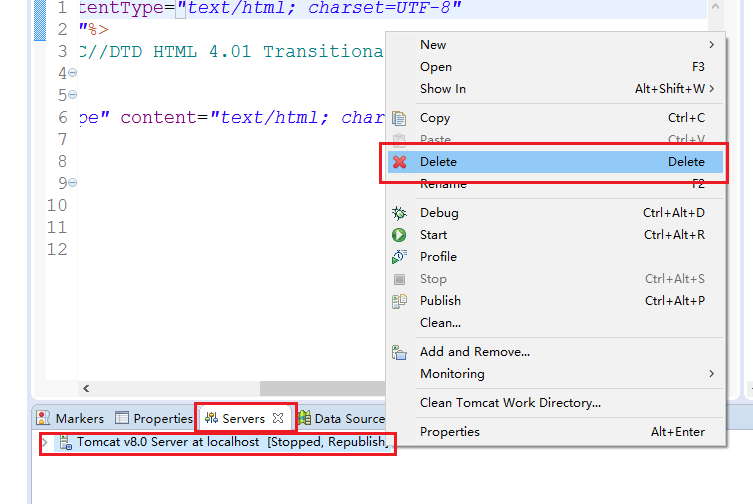 1 tentType="text/html; charset=UTF-8"
2 "%>
3 C//DTD HTML 4.01 Transitiona
4
5
6 pe" content="text/html; char
7
8
9
10
11
12
New
Open F3
Show In Alt+Shift+W
Copy Ctrl+C
Paste Ctrl+V
Delete Delete
Rename F2
Debug Ctrl+Alt+D
Start Ctrl+Alt+R
Profile
Stop Ctrl+Alt+S
Publish Ctrl+Alt+P
Clean...
Add and Remove...
Monitoring
Clean Tomcat Work Directory...
Properties Alt+Enter
Markers Properties Servers Data Source
Tomcat v8.0 Server at localhost [Stopped, Republish]